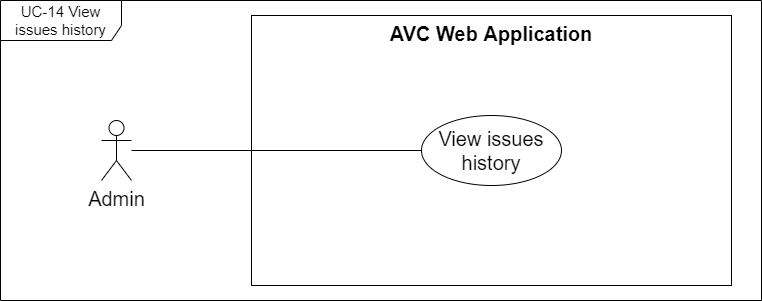 UC-14 View
issues history
AVC Web Application
View issues
history
Admin